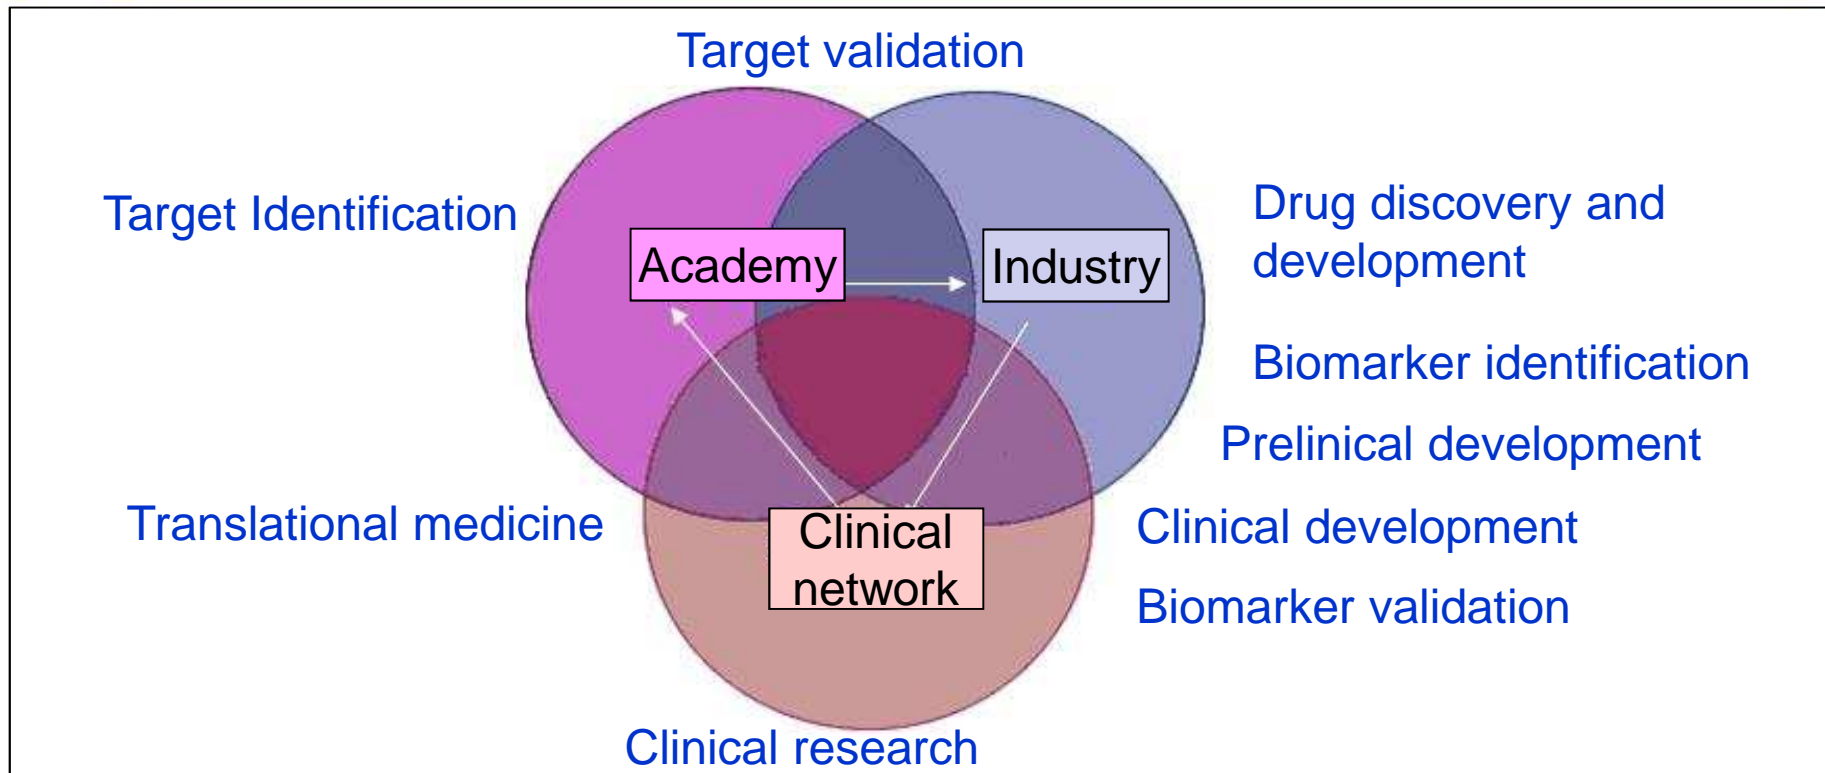 Target validation
Target Identification
Drug discovery and
development
Academy
Industry
Biomarker identification
Prelinical development
Translational medicine
Clinical
network
Clinical development
Biomarker validation
Clinical research